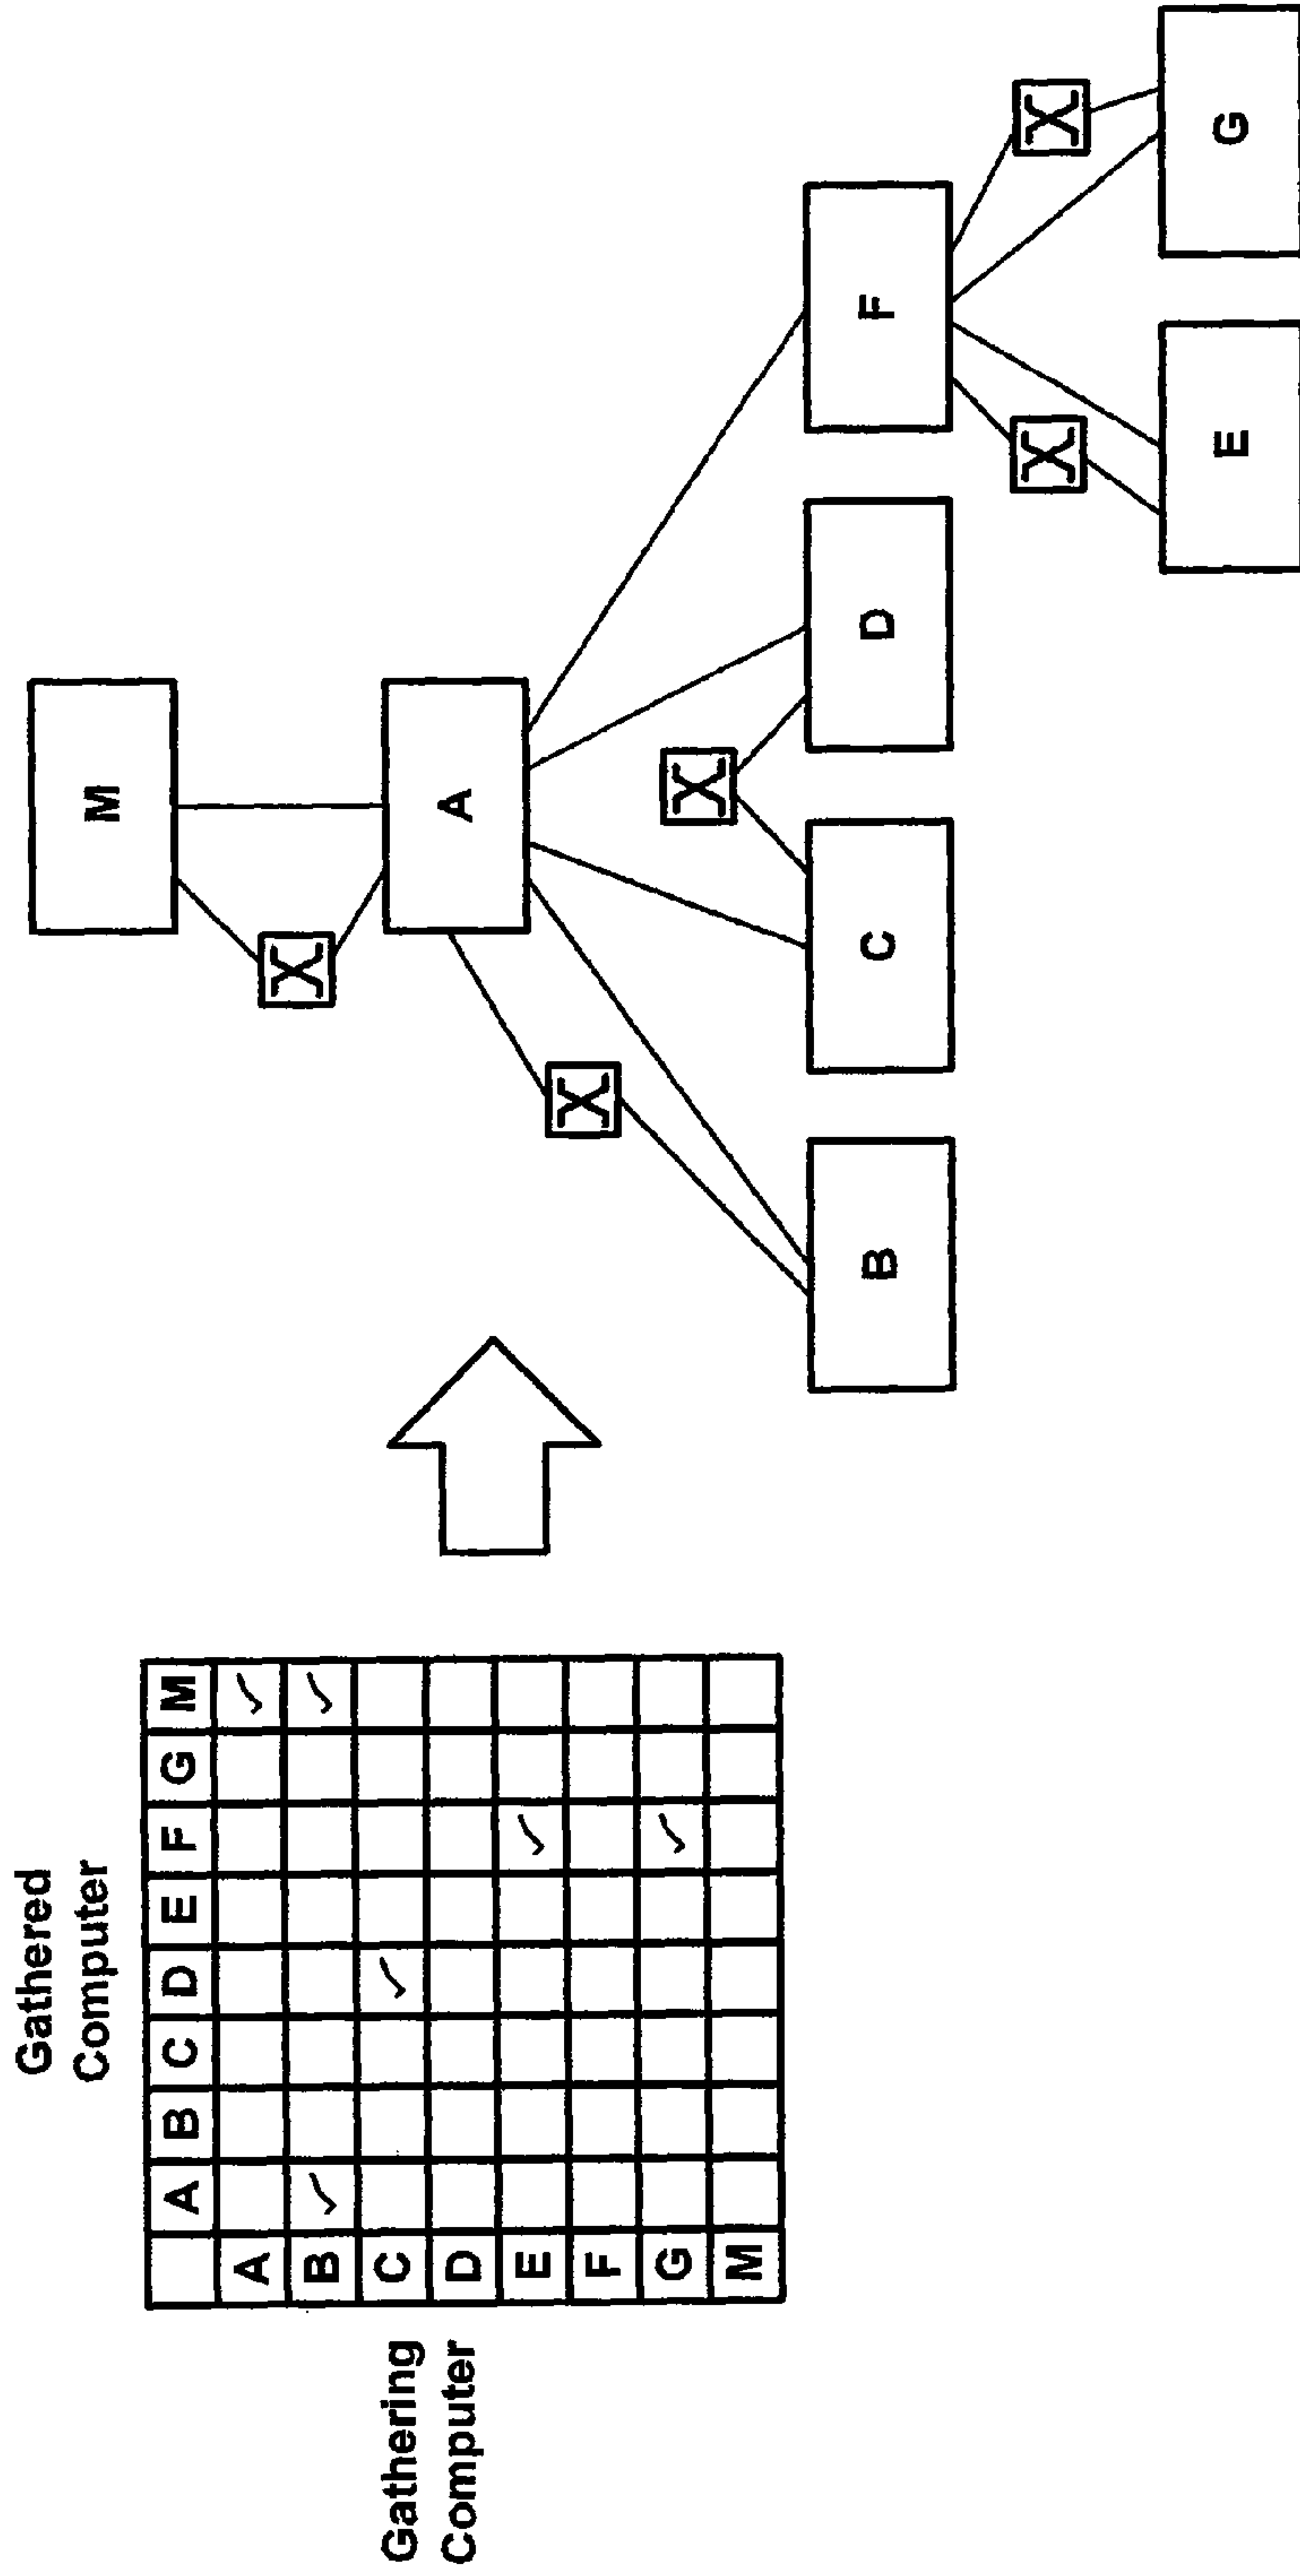 Gathered
Computer
A B C D E F G M
A ✓
B ✓ ✓
C ✓
D
E ✓
F
G ✓
M
Gathering
Computer
M
A
B
C
D
F
E
G